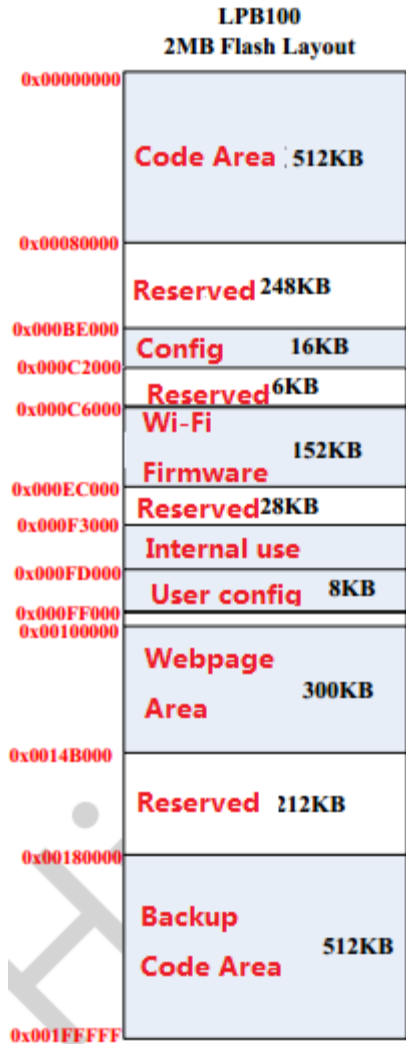 LPB100
2MB Flash Layout
0x00000000
Code Area 512KB
0x00080000
Reserved 248KB
0x000BE000
Config 16KB
0x000C2000
Reserved 6KB
0x000C6000
Wi-Fi
Firmware 152KB
0x000EC000
Reserved 28KB
0x000F3000
Internal use
0x000FD000
User config 8KB
0x000FF000
0x00100000
Webpage
Area 300KB
0x0014B000
Reserved 212KB
0x00180000
Backup
Code Area 512KB
0x001FFFFF